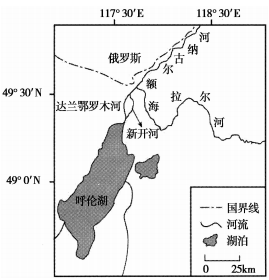 117°30′E
118°30′E
俄罗斯
额尔古纳河
49°30′N
达兰鄂罗木河
海拉尔河
新开河
49°0′N
呼伦湖
国界线
河流
湖泊
0 25km